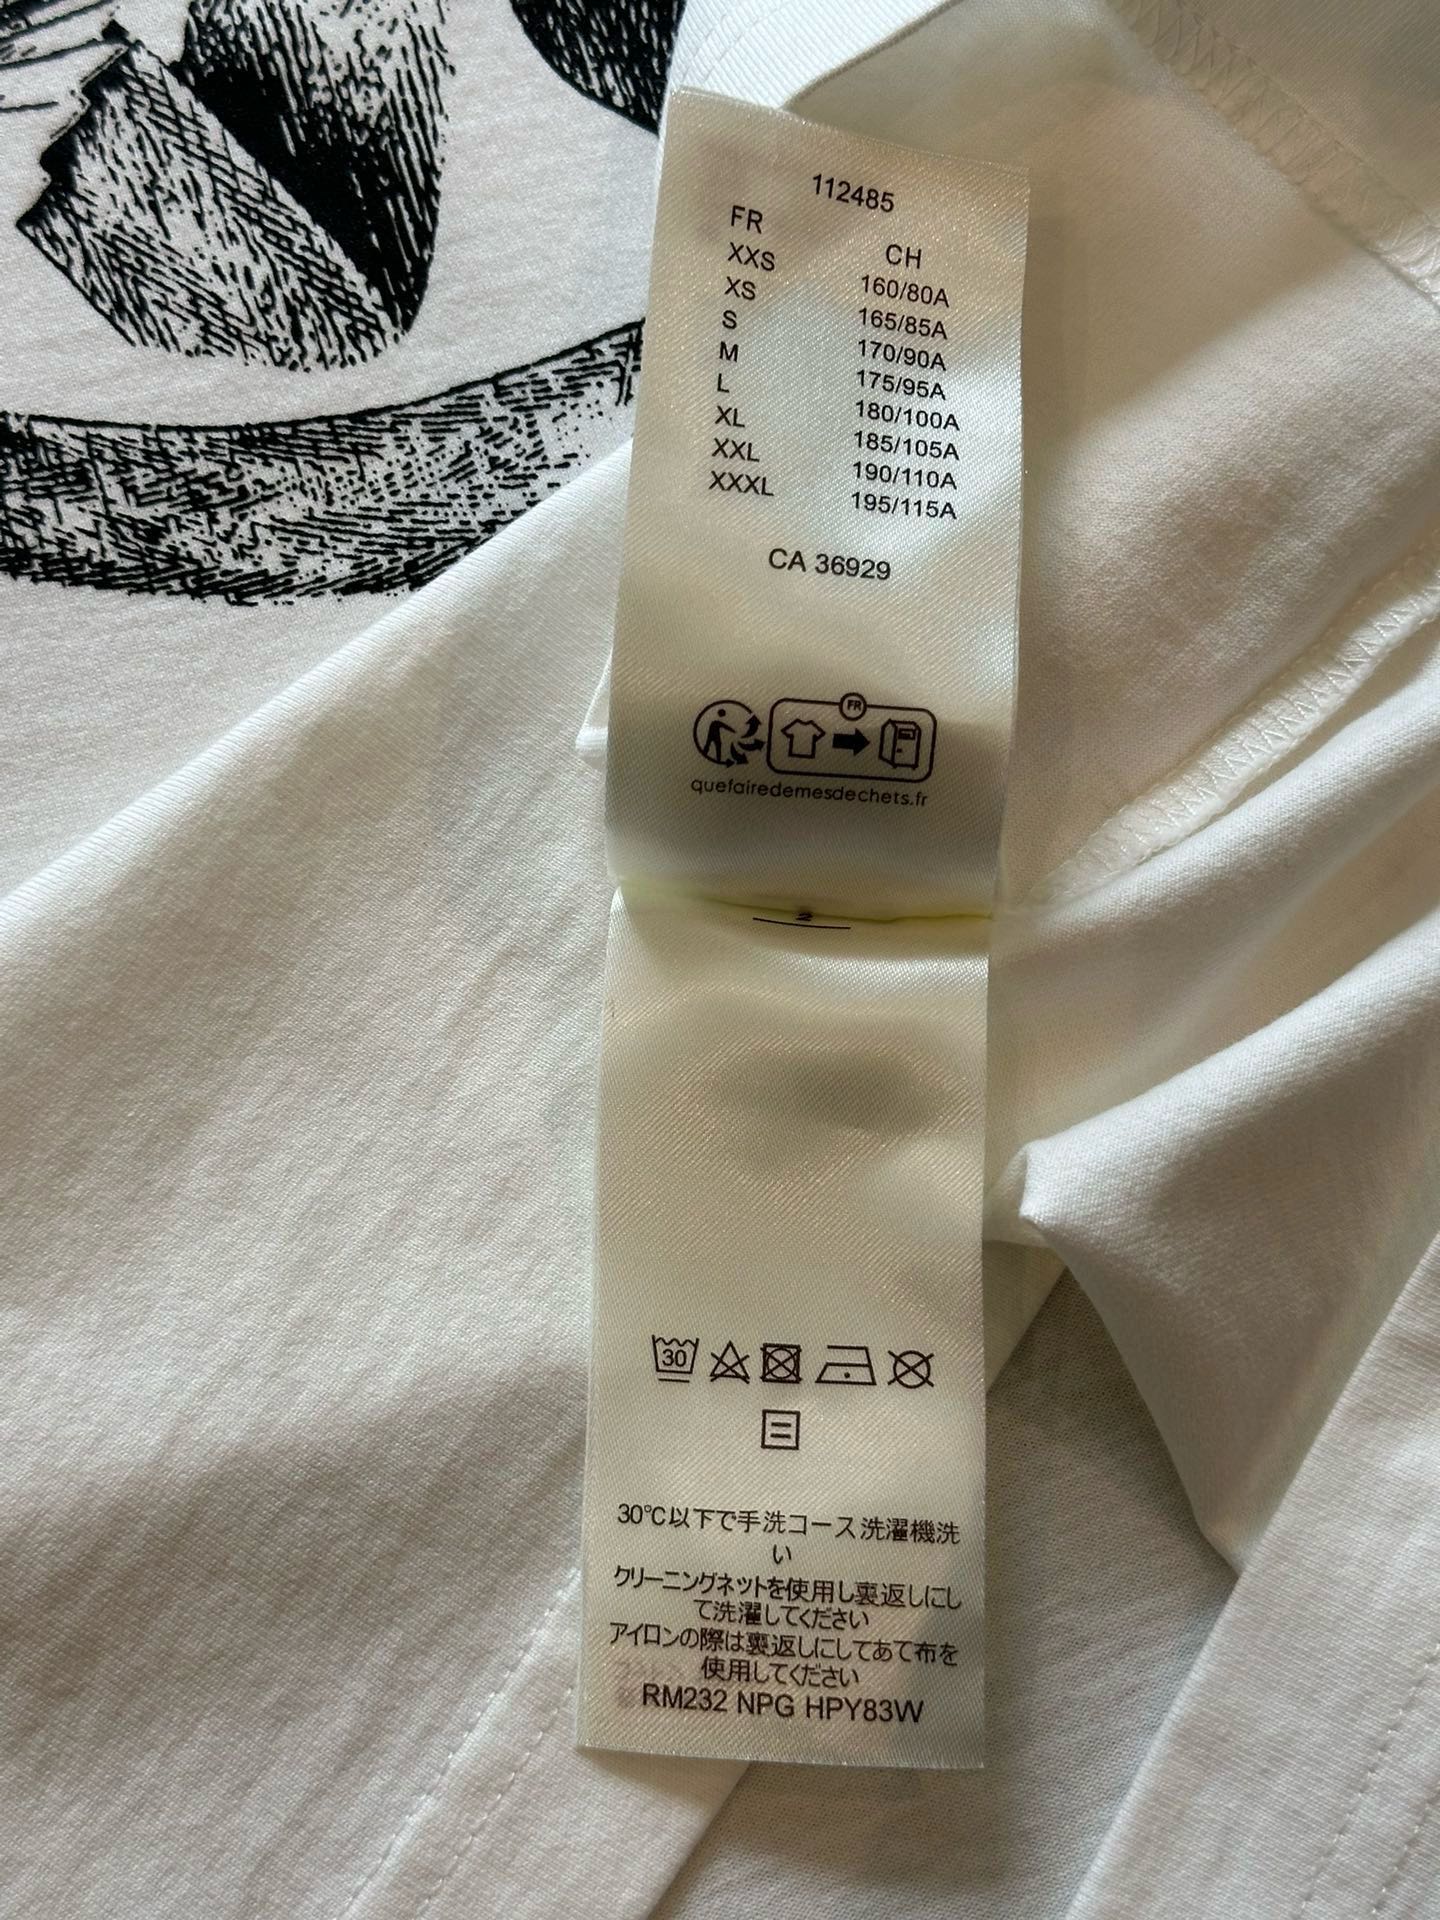 112485
FR CH
XXS 160/80A
XS 165/85A
S 170/90A
M 175/95A
L 180/100A
XL 185/105A
XXL 190/110A
XXXL 195/115A
CA 36929
FR
quefairedemesdechets.fr
2
30
30℃以下で手洗コース洗濯機洗
い
クリーニングネットを使用し裏返しにし
て洗濯してください
アイロンの際は裏返しにしてあて布を
使用してください
RM232 NPG HPY83W